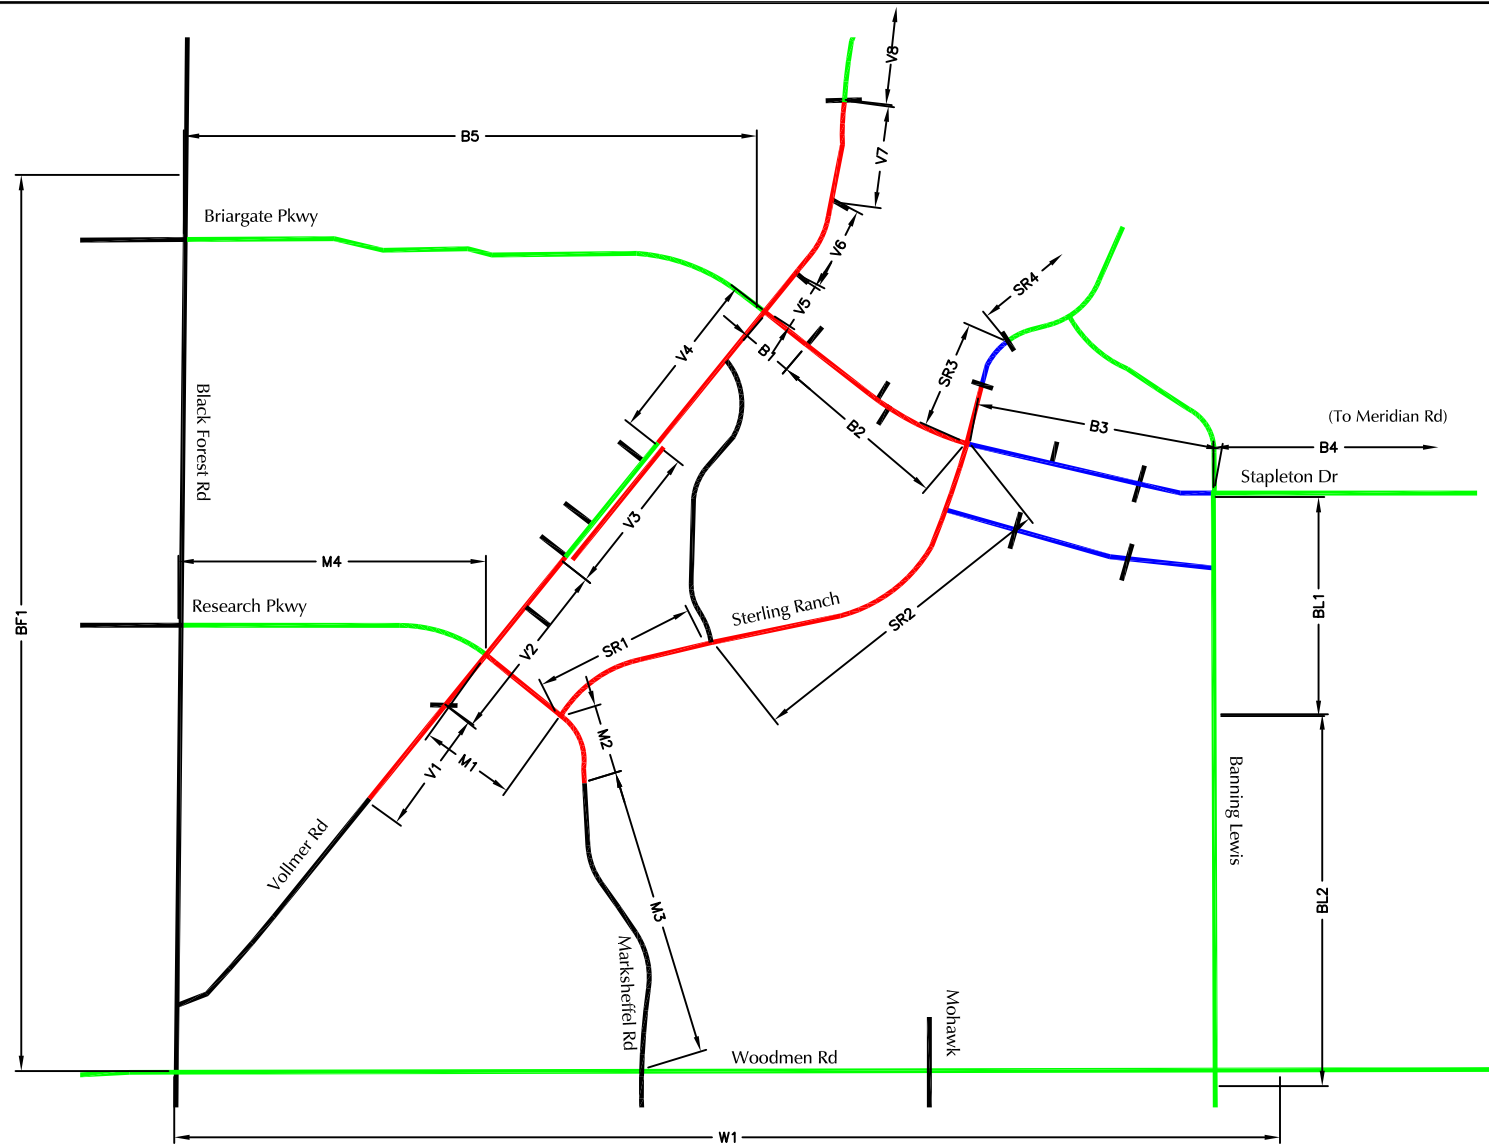 V8
B5
V7
Briargate Pkwy
V6
SR4
V5
B1
V4
SR3
Black Forest Rd
B2
B3
(To Meridian Rd)
B4
Stapleton Dr
V3
M4
Research Pkwy
BF1
Sterling Ranch
BL1
SR2
SR1
V2
M2
M1
V1
Banning Lewis
Vollmer Rd
M3
BL2
Marksheffel Rd
Mohawk
Woodmen Rd
W1